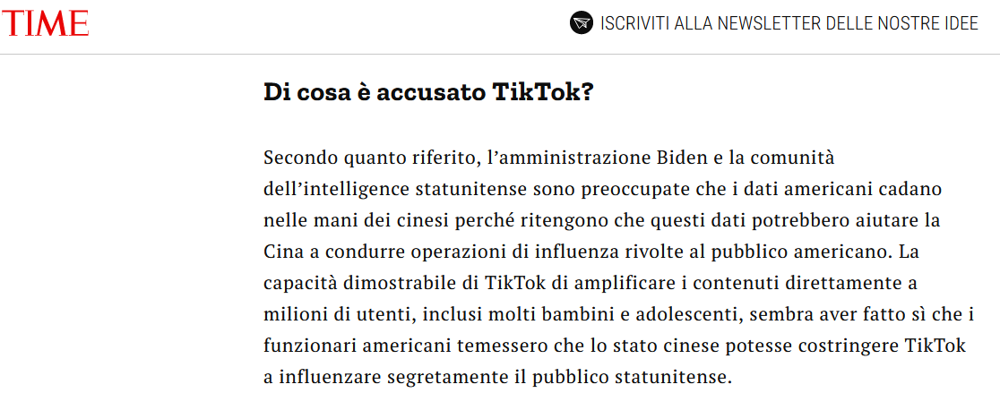 TIME
ISCRIVITI ALLA NEWSLETTER DELLE NOSTRE IDEE
Di cosa è accusato TikTok?
Secondo quanto riferito, l’amministrazione Biden e la comunità
dell’intelligence statunitense sono preoccupate che i dati americani cadano
nelle mani dei cinesi perché ritengono che questi dati potrebbero aiutare la
Cina a condurre operazioni di influenza rivolte al pubblico americano. La
capacità dimostrabile di TikTok di amplificare i contenuti direttamente a
milioni di utenti, inclusi molti bambini e adolescenti, sembra aver fatto sì che i
funzionari americani temessero che lo stato cinese potesse costringere TikTok
a influenzare segretamente il pubblico statunitense.